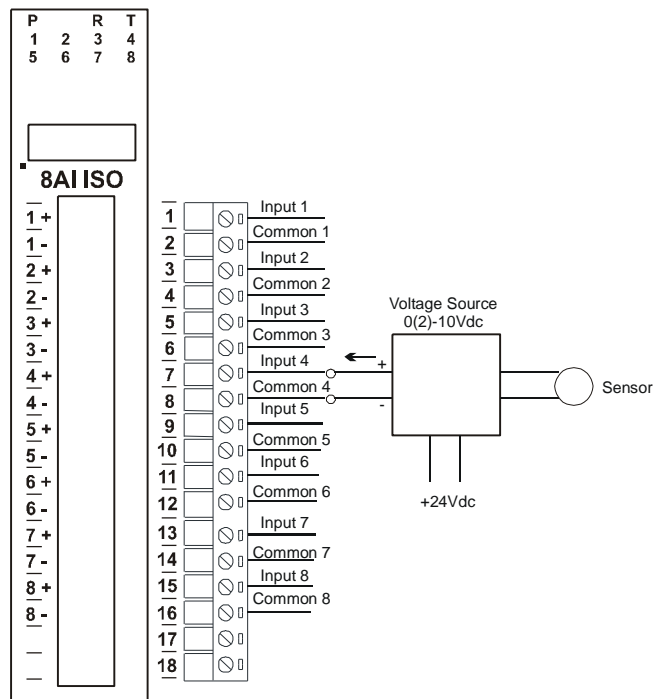 P R T
1 2 3 4
5 6 7 8
8AI ISO
1 +
1 -
2 +
2 -
3 +
3 -
4 +
4 -
5 +
5 -
6 +
6 -
7 +
7 -
8 +
8 -
1 Input 1
2 Common 1
3 Input 2
4 Common 2
5 Input 3
6 Common 3
7 Input 4
8 Common 4
9 Input 5
10 Common 5
11 Input 6
12 Common 6
13 Input 7
14 Common 7
15 Input 8
16 Common 8
17
18
Voltage Source
0(2)-10Vdc
+
-
Sensor
+24Vdc